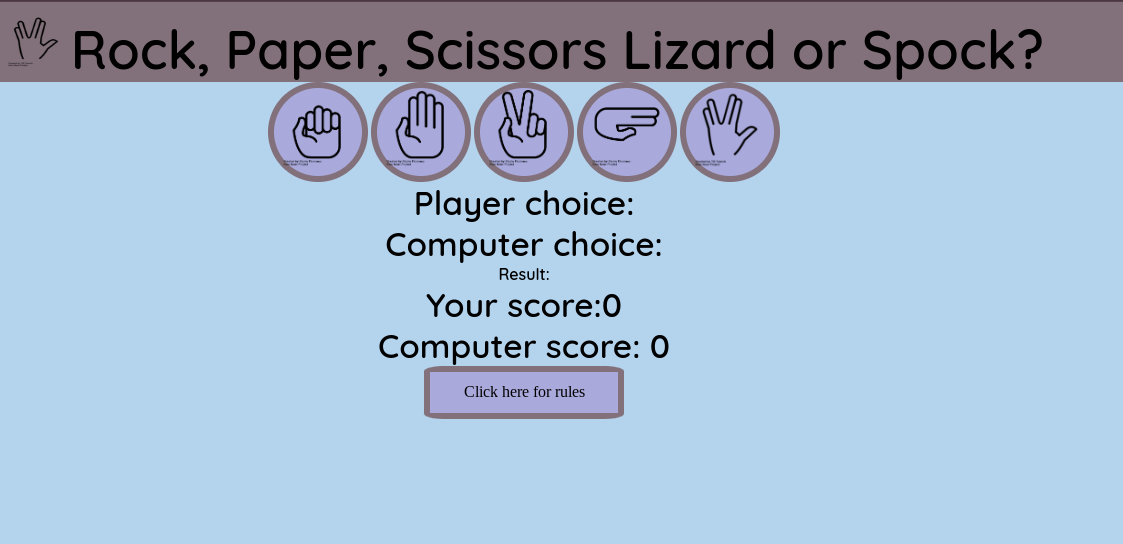 Rock, Paper, Scissors Lizard or Spock?
Player choice:
Computer choice:
Result:
Your score:0
Computer score: 0
Click here for rules